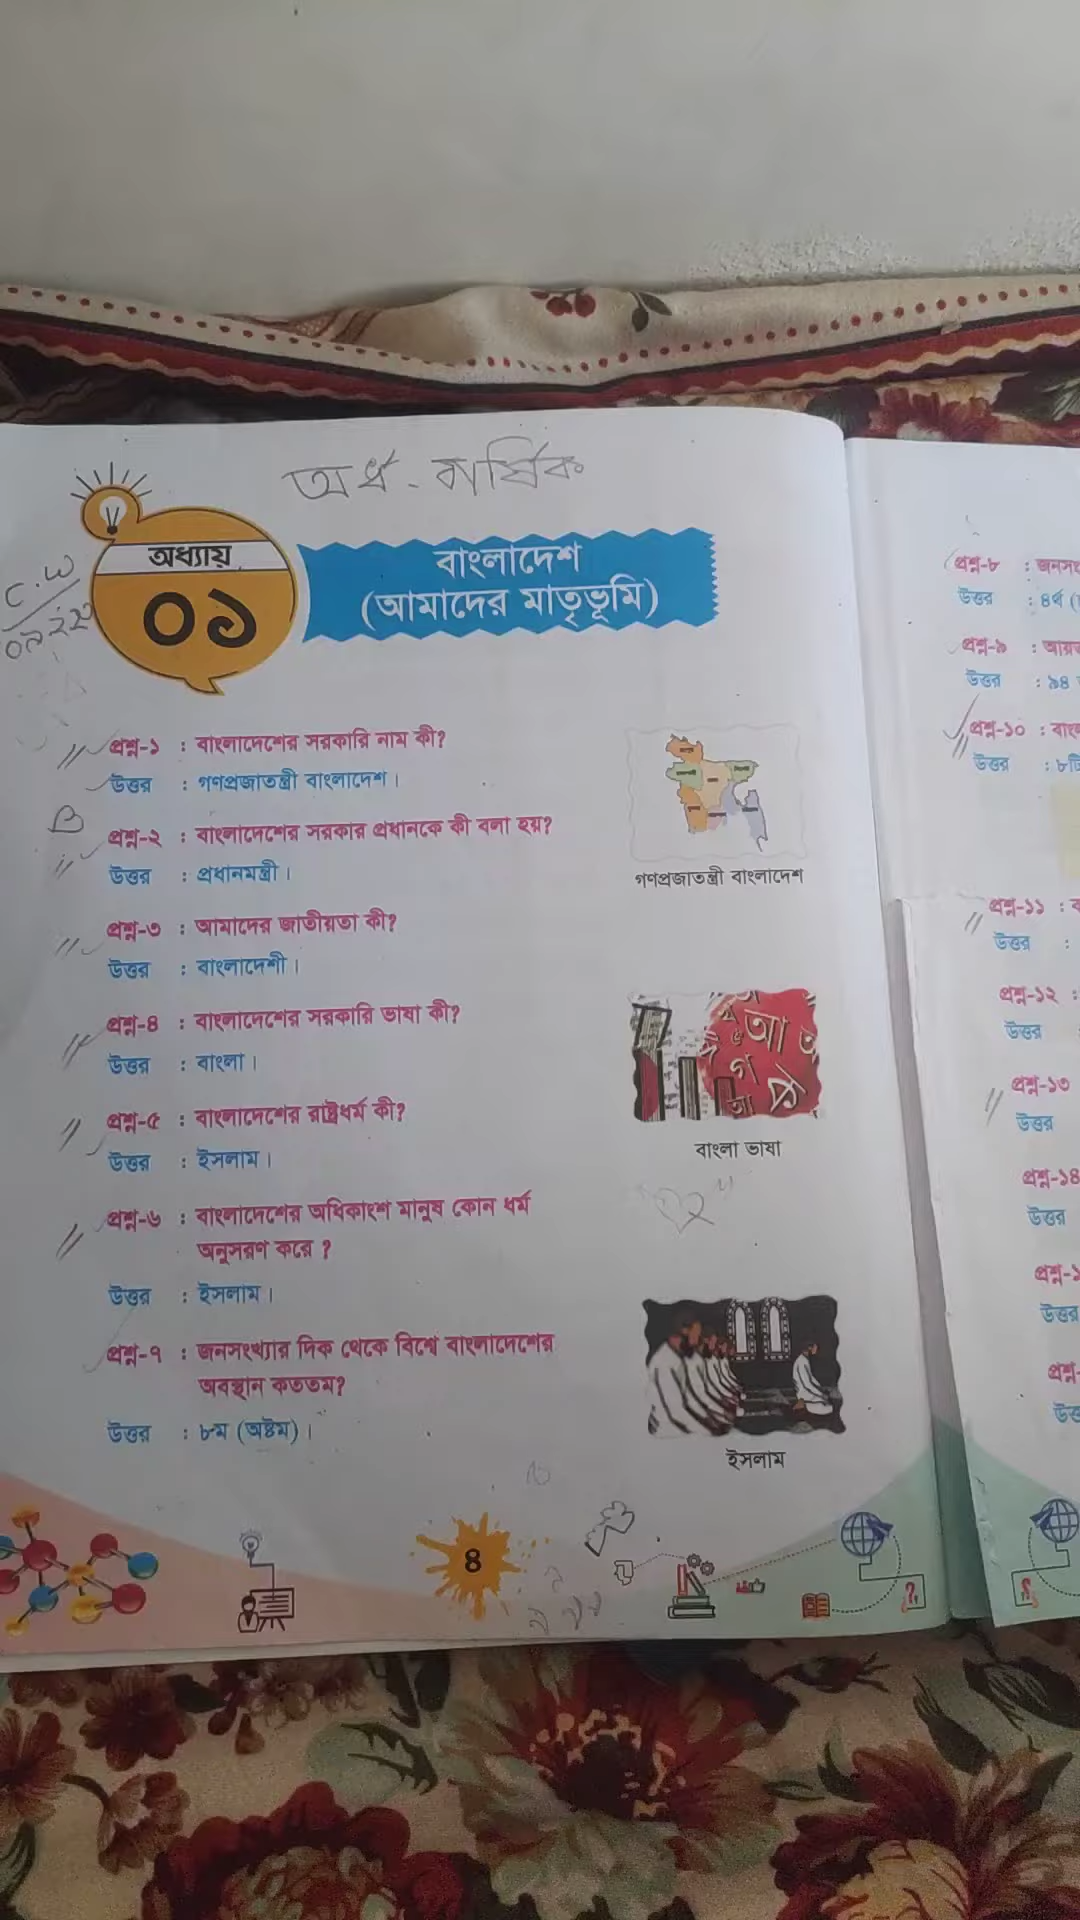 অর্ধ-বার্ষিক
অধ্যায়
০১
বাংলাদেশ
(আমাদের মাতৃভূমি)
C.W
প্রশ্ন-১ : বাংলাদেশের সরকারি নাম কী?
উত্তর : গণপ্রজাতন্ত্রী বাংলাদেশ।
গণপ্রজাতন্ত্রী বাংলাদেশ
B
প্রশ্ন-২ : বাংলাদেশের সরকার প্রধানকে কী বলা হয়?
উত্তর : প্রধানমন্ত্রী।
প্রশ্ন-৩ : আমাদের জাতীয়তা কী?
উত্তর : বাংলাদেশী।
প্রশ্ন-৪ : বাংলাদেশের সরকারি ভাষা কী?
উত্তর : বাংলা।
আ
গ
আ
ক
বাংলা ভাষা
প্রশ্ন-৫ : বাংলাদেশের রাষ্ট্রধর্ম কী?
উত্তর : ইসলাম।
প্রশ্ন-৬ : বাংলাদেশের অধিকাংশ মানুষ কোন ধর্ম
অনুসরণ করে ?
উত্তর : ইসলাম।
প্রশ্ন-৭ : জনসংখ্যার দিক থেকে বিশ্বে বাংলাদেশের
অবস্থান কততম?
উত্তর : ৮ম (অষ্টম)।
ইসলাম
৪
প্রশ্ন-৮ :
উত্তর : ৪র্থ
প্রশ্ন-৯ :
উত্তর : ৯৪
প্রশ্ন-১০ :
উত্তর :
প্রশ্ন-১১ :
উত্তর :
প্রশ্ন-১২ :
উত্তর
প্রশ্ন-১৩
উত্তর
প্রশ্ন-১৪
উত্তর